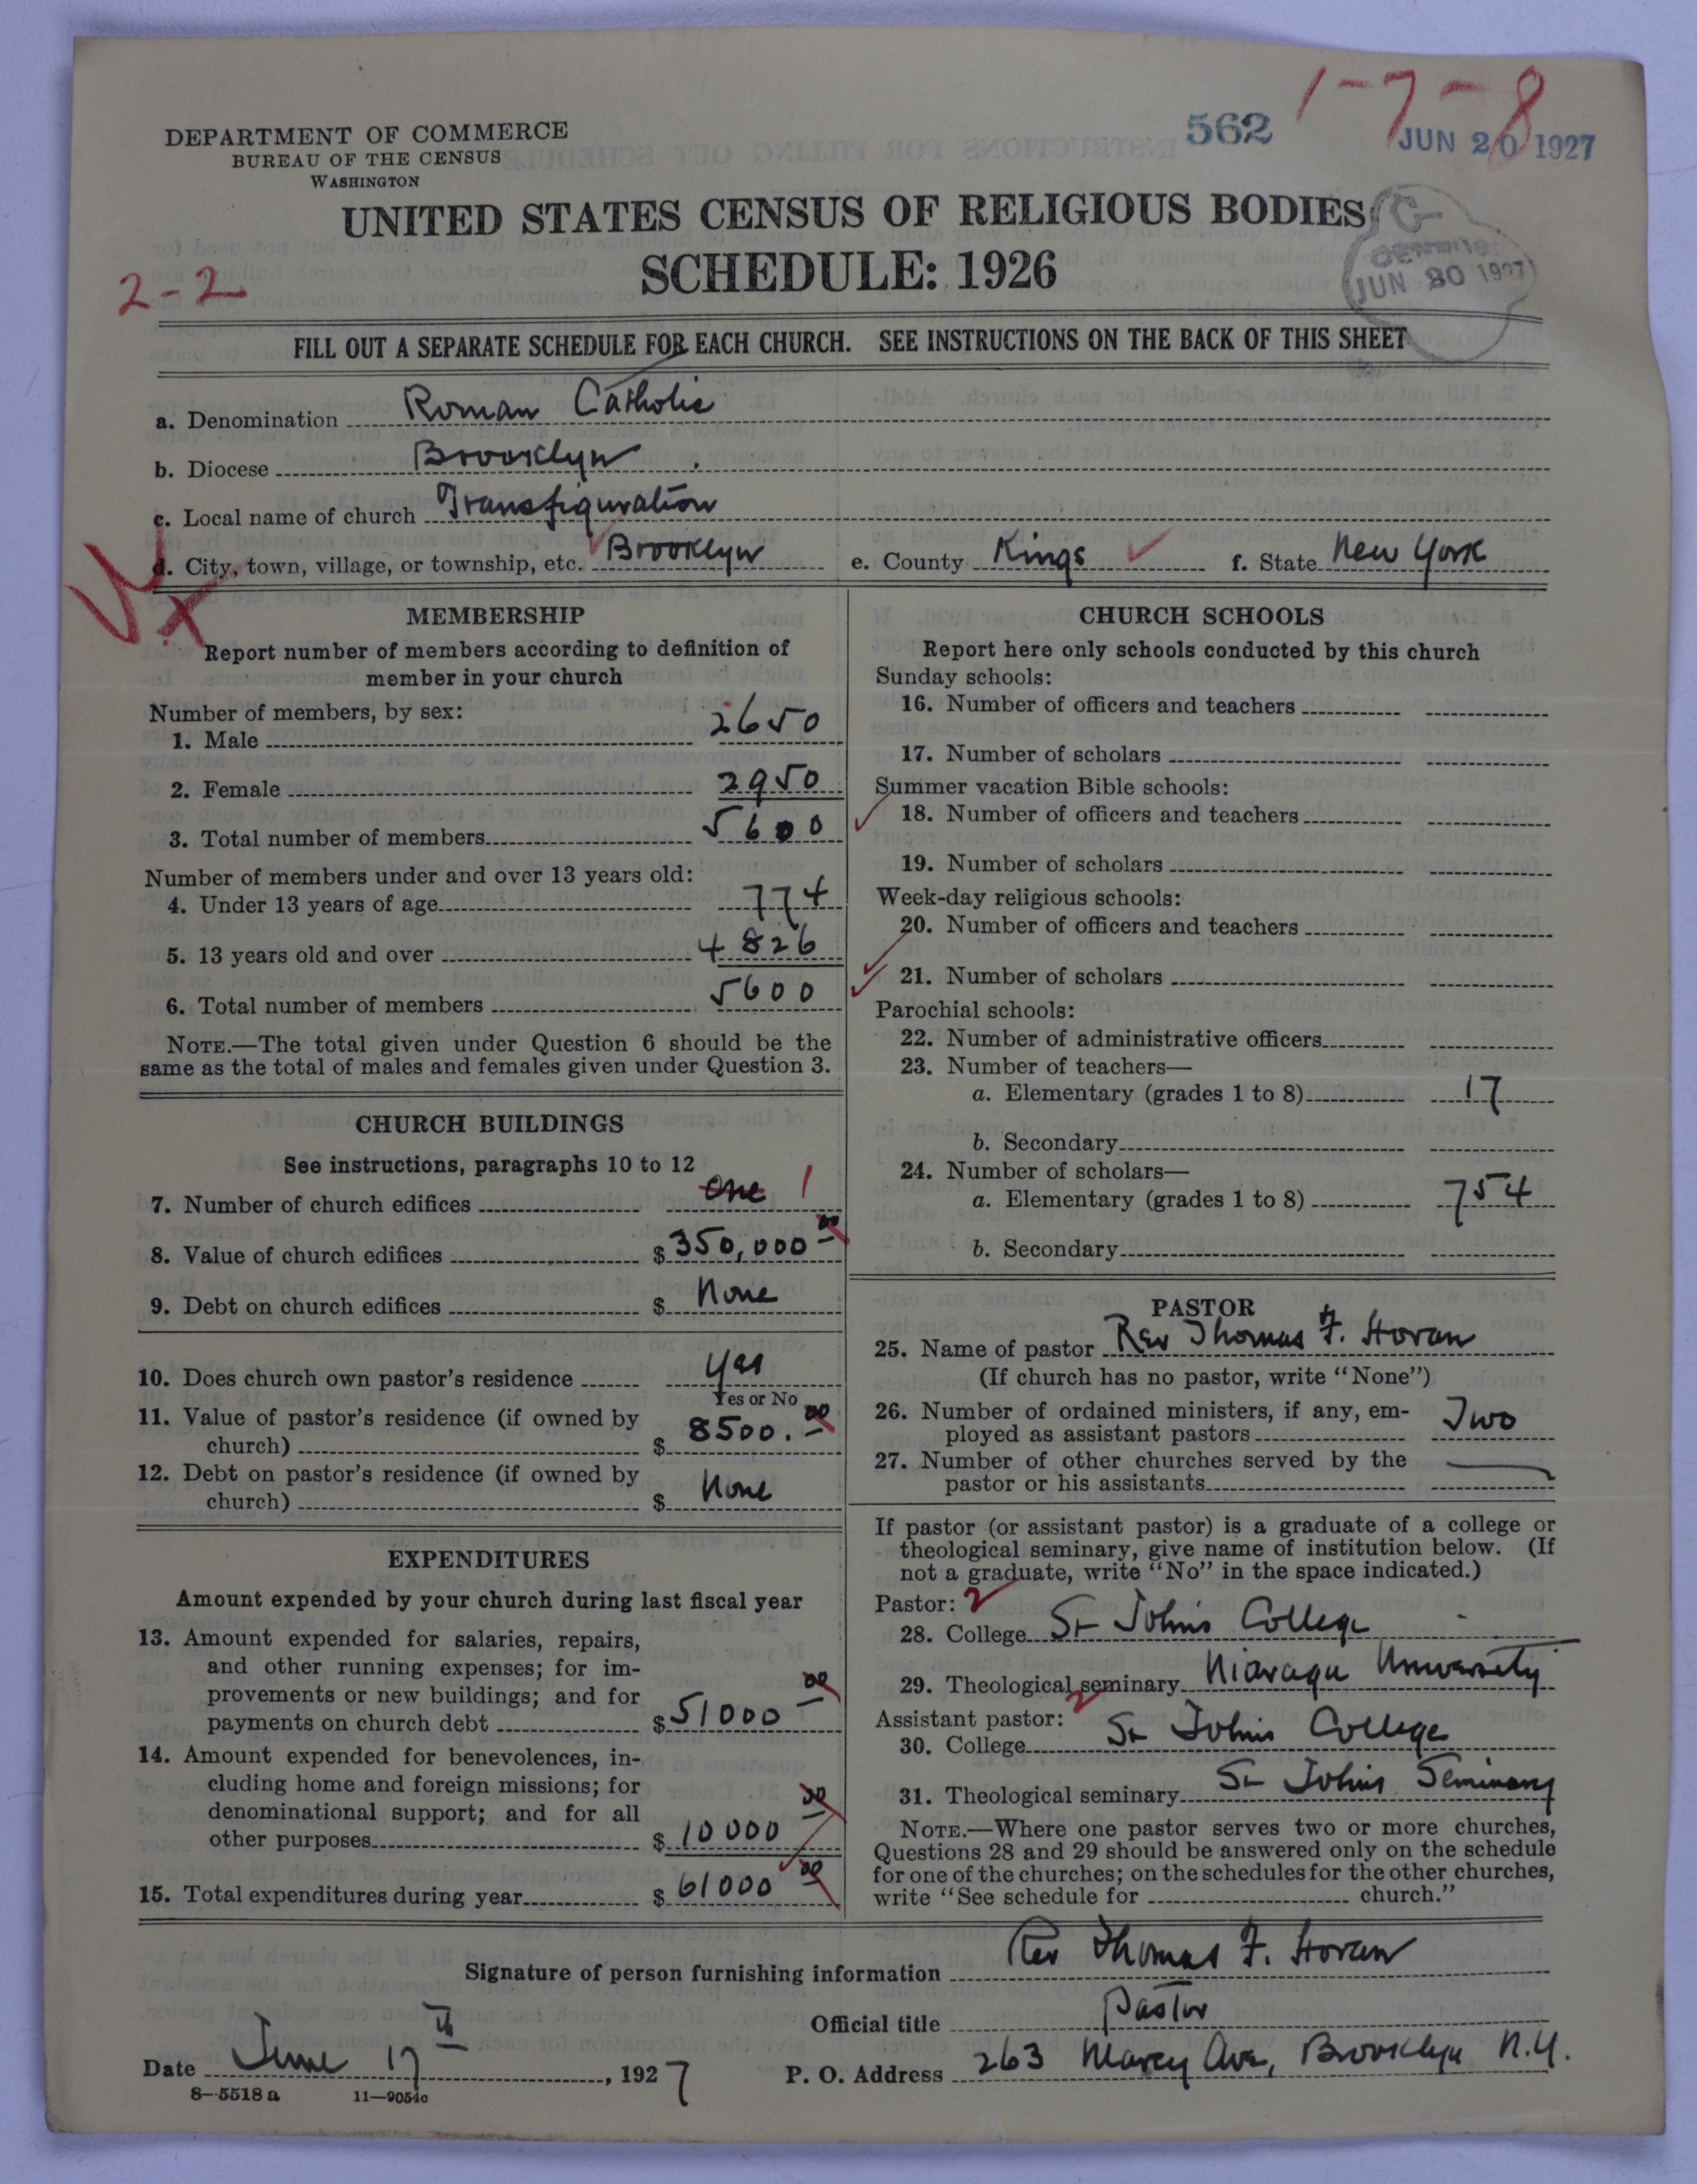 562
1-7-8
JUN 20 1927
DEPARTMENT OF COMMERCE
BUREAU OF THE CENSUS
WASHINGTON
UNITED STATES CENSUS OF RELIGIOUS BODIES
SCHEDULE: 1926
JUN 20 1927
2-2
FILL OUT A SEPARATE SCHEDULE FOR EACH CHURCH. SEE INSTRUCTIONS ON THE BACK OF THIS SHEET
a. Denomination Roman Catholic
b. Diocese Brooklyn
c. Local name of church Transfiguration
d. City, town, village, or township, etc. Brooklyn e. County Kings f. State New York
MEMBERSHIP
Report number of members according to definition of
member in your church
Number of members, by sex:
1. Male 2650
2. Female 2950
3. Total number of members 5600
Number of members under and over 13 years old:
4. Under 13 years of age 774
5. 13 years old and over 4826
6. Total number of members 5600
NOTE.—The total given under Question 6 should be the
same as the total of males and females given under Question 3.
CHURCH BUILDINGS
See instructions, paragraphs 10 to 12
7. Number of church edifices one 1
8. Value of church edifices $350,000 00
9. Debt on church edifices $ None
10. Does church own pastor's residence Yes
Yes or No
11. Value of pastor's residence (if owned by
church) $ 8500.00
12. Debt on pastor's residence (if owned by
church) $ None
EXPENDITURES
Amount expended by your church during last fiscal year
13. Amount expended for salaries, repairs,
and other running expenses; for im-
provements or new buildings; and for
payments on church debt $51000 00
14. Amount expended for benevolences, in-
cluding home and foreign missions; for
denominational support; and for all
other purposes $10000 00
15. Total expenditures during year $61000 00
CHURCH SCHOOLS
Report here only schools conducted by this church
Sunday schools:
16. Number of officers and teachers
17. Number of scholars
Summer vacation Bible schools:
18. Number of officers and teachers
19. Number of scholars
Week-day religious schools:
20. Number of officers and teachers
21. Number of scholars
Parochial schools:
22. Number of administrative officers
23. Number of teachers—
a. Elementary (grades 1 to 8) 17
b. Secondary
24. Number of scholars—
a. Elementary (grades 1 to 8) 754
b. Secondary
PASTOR
25. Name of pastor Rev Thomas F. Horan
(If church has no pastor, write "None")
26. Number of ordained ministers, if any, em-
ployed as assistant pastors Two
27. Number of other churches served by the
pastor or his assistants
If pastor (or assistant pastor) is a graduate of a college or
theological seminary, give name of institution below. (If
not a graduate, write "No" in the space indicated.)
Pastor: 2
28. College St Johns College
29. Theological seminary Niagara University
Assistant pastor: 2
30. College St Johns College
31. Theological seminary St Johns Seminary
NOTE.—Where one pastor serves two or more churches,
Questions 28 and 29 should be answered only on the schedule
for one of the churches; on the schedules for the other churches,
write "See schedule for church."
Signature of person furnishing information Rev Thomas F. Horan
Official title Pastor
Date June 17th, 1927 P. O. Address 263 Marcy Ave, Brooklyn N.Y.
8-5518a 11-9054c